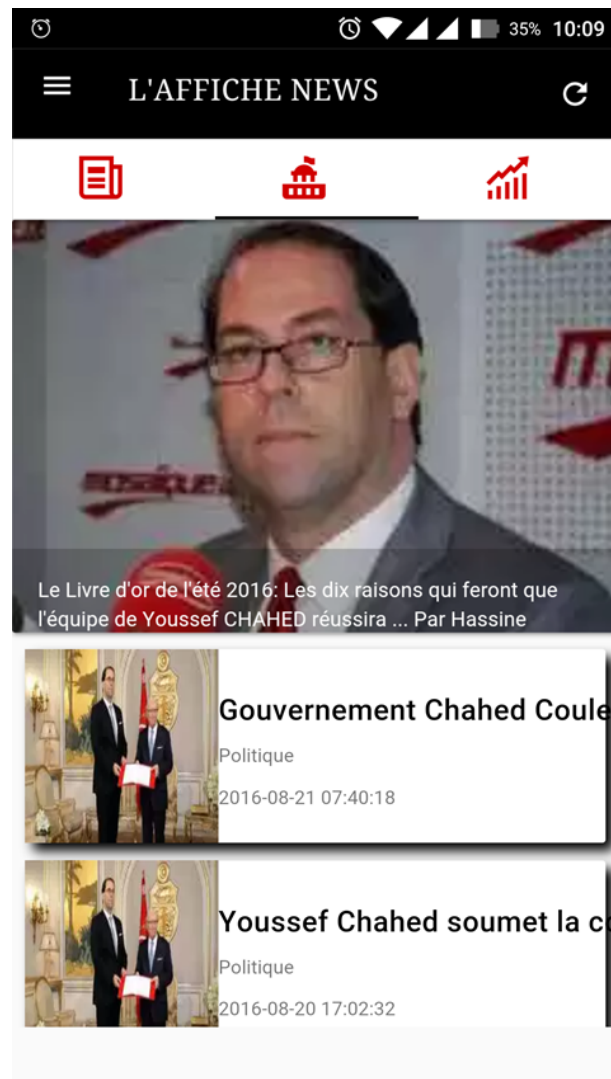 35% 10:09
L'AFFICHE NEWS
mosaïque
m
Le Livre d'or de l'été 2016: Les dix raisons qui feront que
l'équipe de Youssef CHAHED réussira ... Par Hassine
Gouvernement Chahed Coule
Politique
2016-08-21 07:40:18
Youssef Chahed soumet la co
Politique
2016-08-20 17:02:32